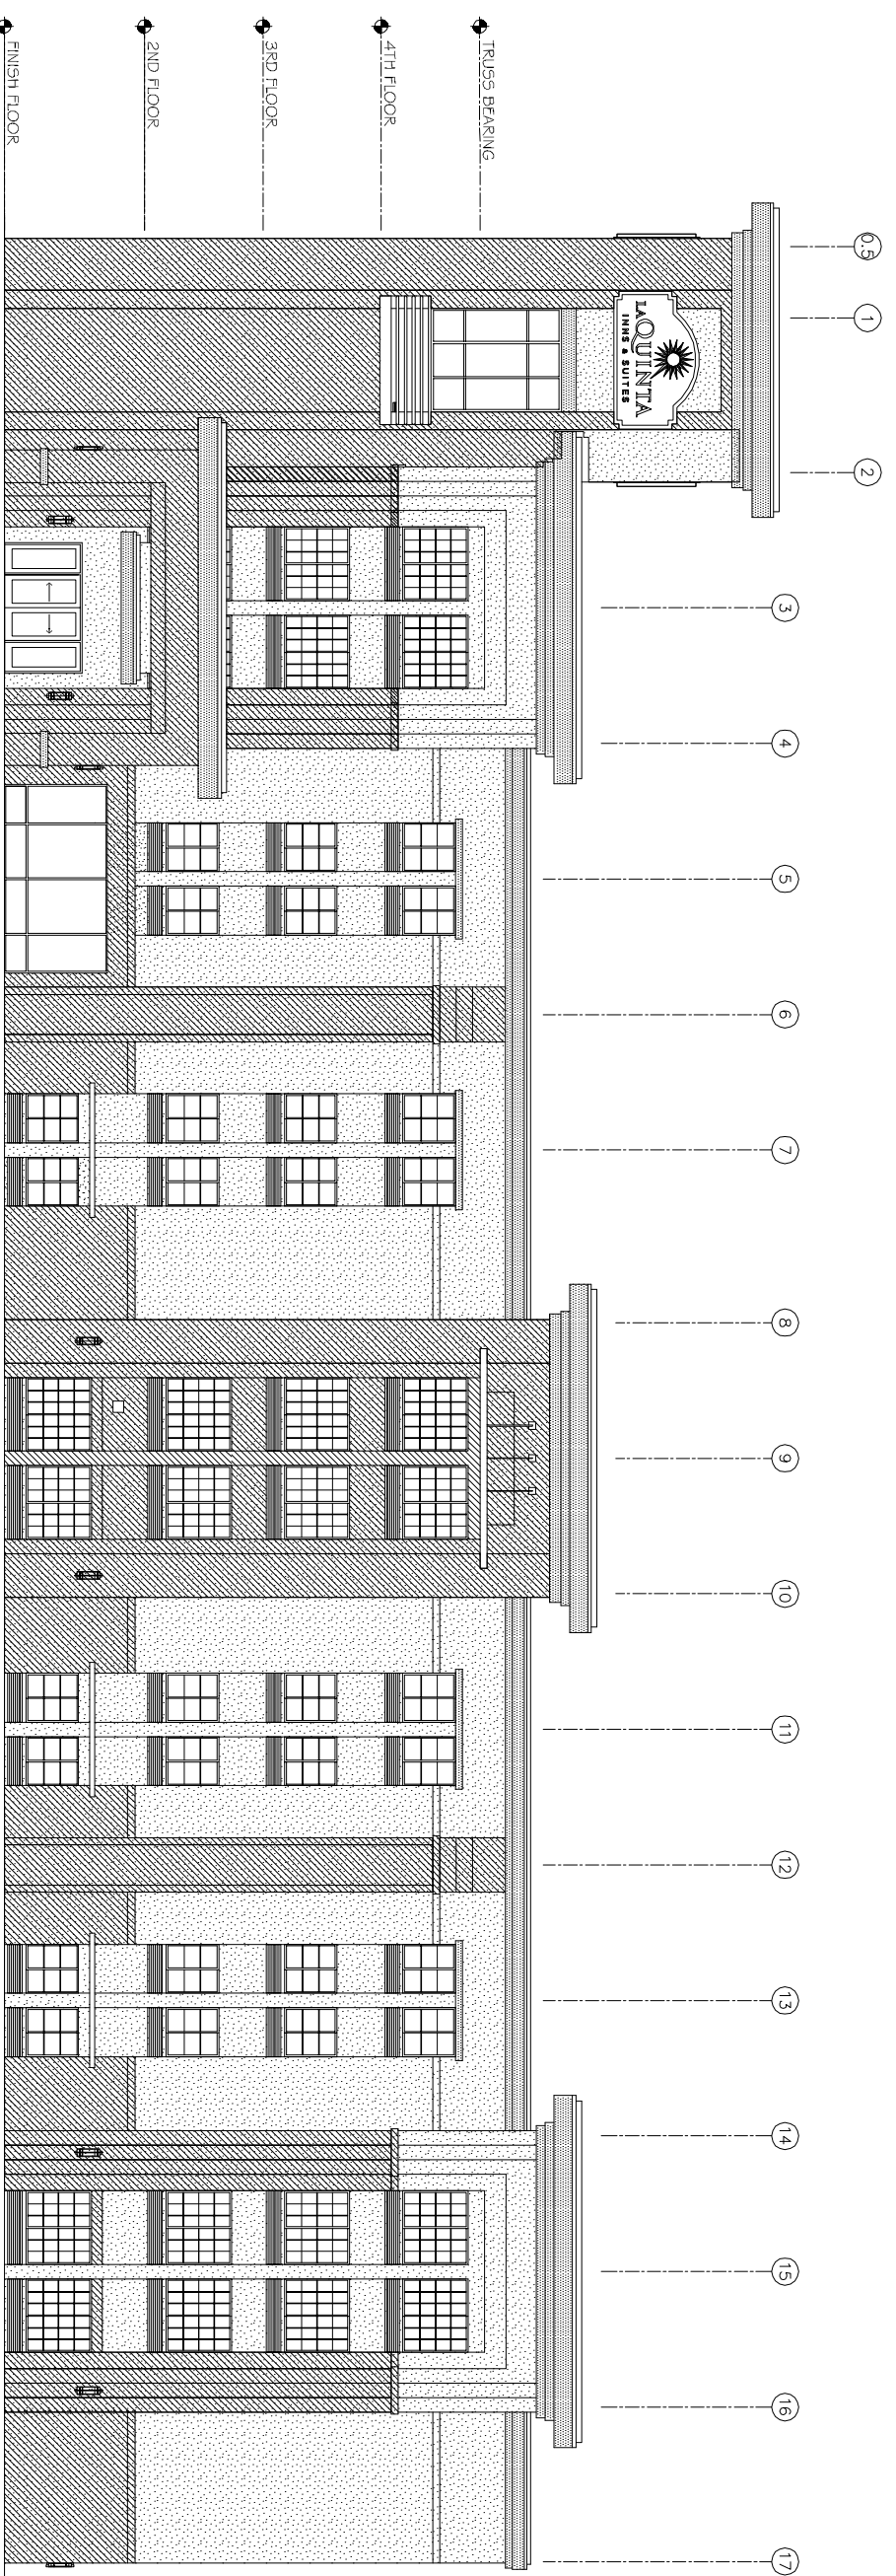 0.5
1
2
3
4
5
6
7
8
9
10
11
12
13
14
15
16
17
LA QUINTA
INNS & SUITES
TRUSS BEARING
4TH FLOOR
3RD FLOOR
2ND FLOOR
FINISH FLOOR